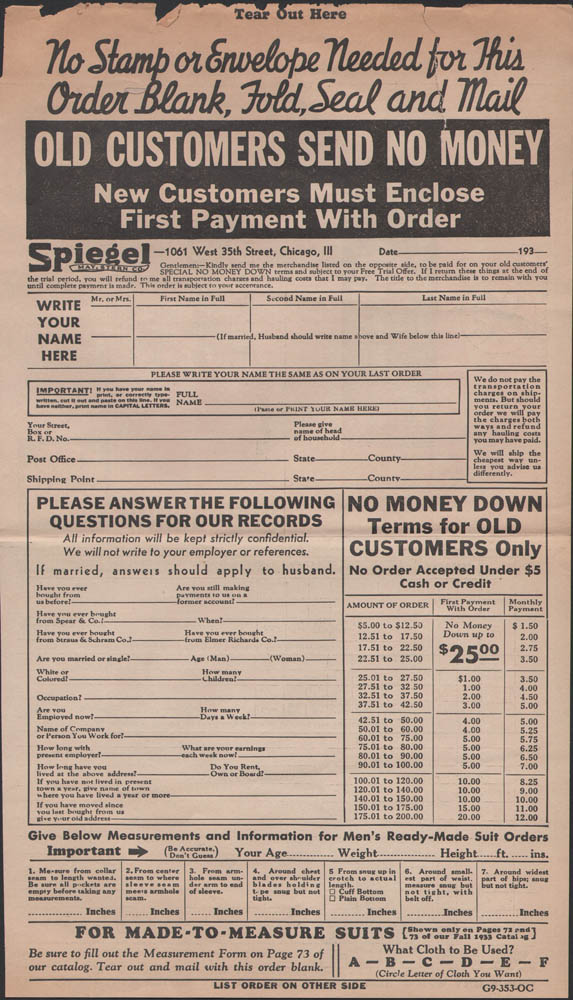 Tear Out Here
No Stamp or Envelope Needed for This
Order Blank, Fold, Seal and Mail
OLD CUSTOMERS SEND NO MONEY
New Customers Must Enclose
First Payment With Order
Spiegel —1061 West 35th Street, Chicago, Ill Date 193
MAY, STERN CO.
Gentlemen:—Kindly send me the merchandise listed on the opposite side, to be paid for on your old customers'
SPECIAL NO MONEY DOWN terms and subject to your Free Trial Offer. If I return these things at the end of
the trial period, you will refund to me all transportation charges and hauling costs that I may pay. The title to the merchandise is to remain with you
until complete payment is made. This order is subject to your acceptance.
WRITE YOUR NAME HERE
Mr. or Mrs. First Name in Full Second Name in Full Last Name in Full
(If married, Husband should write name above and Wife below this line)
PLEASE WRITE YOUR NAME THE SAME AS ON YOUR LAST ORDER
IMPORTANT! If you have your name in
print, or correctly type-
written, cut it out and paste on this line. If you
have neither, print name in CAPITAL LETTERS.
FULL
NAME
(Paste or PRINT YOUR NAME HERE)
We do not pay the
transportation
charges on ship-
ments. But should
you return your
order we will pay
the charges both
ways and refund
any hauling costs
you may have paid.
We will ship the
cheapest way un-
less you advise us
differently.
Your Street,
Box or
R. F. D. No.
Please give
name of head
of household
Post Office State County
Shipping Point State County
PLEASE ANSWER THE FOLLOWING
QUESTIONS FOR OUR RECORDS
All information will be kept strictly confidential.
We will not write to your employer or references.
If married, answers should apply to husband.
Have you ever
bought from
us before?
Are you still making
payments to us on a
former account?
Have you ever bought
from Spear & Co.? When?
Have you ever bought
from Straus & Schram Co.?
Have you ever bought
from Elmer Richards Co.?
Are you married or single? Age (Man) (Woman)
White or
Colored?
How many
Children?
Occupation?
Are you
Employed now?
How many
Days a Week?
Name of Company
or Person You Work for?
How long with
present employer?
What are your earnings
each week now?
How long have you
lived at the above address?
Do You Rent,
Own or Board?
If you have not lived in present
town a year, give name of town
where you have lived a year or more
If you have moved since
you last bought from us
give your old address
NO MONEY DOWN
Terms for OLD
CUSTOMERS Only
No Order Accepted Under $5
Cash or Credit
AMOUNT OF ORDER First Payment With Order Monthly Payment
$5.00 to $12.50 No Money $ 1.50
12.51 to 17.50 Down up to 2.00
17.51 to 22.50 $25.00 2.75
22.51 to 25.00 3.50
25.01 to 27.50 $1.00 3.50
27.51 to 32.50 1.00 4.00
32.51 to 37.50 2.00 4.50
37.51 to 42.50 3.00 5.00
42.51 to 50.00 4.00 5.00
50.01 to 60.00 4.00 5.25
60.01 to 75.00 5.00 5.75
75.01 to 80.00 5.00 6.25
80.01 to 90.00 5.00 6.50
90.01 to 100.00 5.00 7.00
100.01 to 120.00 10.00 8.25
120.01 to 140.00 10.00 9.00
140.01 to 150.00 10.00 10.00
150.01 to 175.00 15.00 11.00
175.01 to 200.00 20.00 12.00
Give Below Measurements and Information for Men's Ready-Made Suit Orders
Important (Be Accurate, Don't Guess) Your Age Weight Height ft. ins.
1. Measure from collar
seam to length wanted.
Be sure all pockets are
empty before taking any
measurements.
Inches
2. From center
seam to where
sleeve seam
meets armhole
seam.
Inches
3. From arm-
hole seam un-
der arm to end
of sleeve.
Inches
4. Around chest
and over shoulder
blades holding
tape snug but not
tight.
Inches
5 From snug up in
crotch to actual
length.
□ Cuff Bottom
□ Plain Bottom
Inches
6. Around small-
est part of waist,
measure snug but
not tight, with
belt off.
Inches
7. Around widest
part of hips; snug
but not tight.
Inches
FOR MADE-TO-MEASURE SUITS [Shown only on Pages 72 and
73 of our Fall 1933 Catalog]
Be sure to fill out the Measurement Form on Page 73 of
our catalog. Tear out and mail with this order blank.
What Cloth to Be Used?
A — B — C — D — E — F
(Circle Letter of Cloth You Want)
LIST ORDER ON OTHER SIDE G9-353-OC